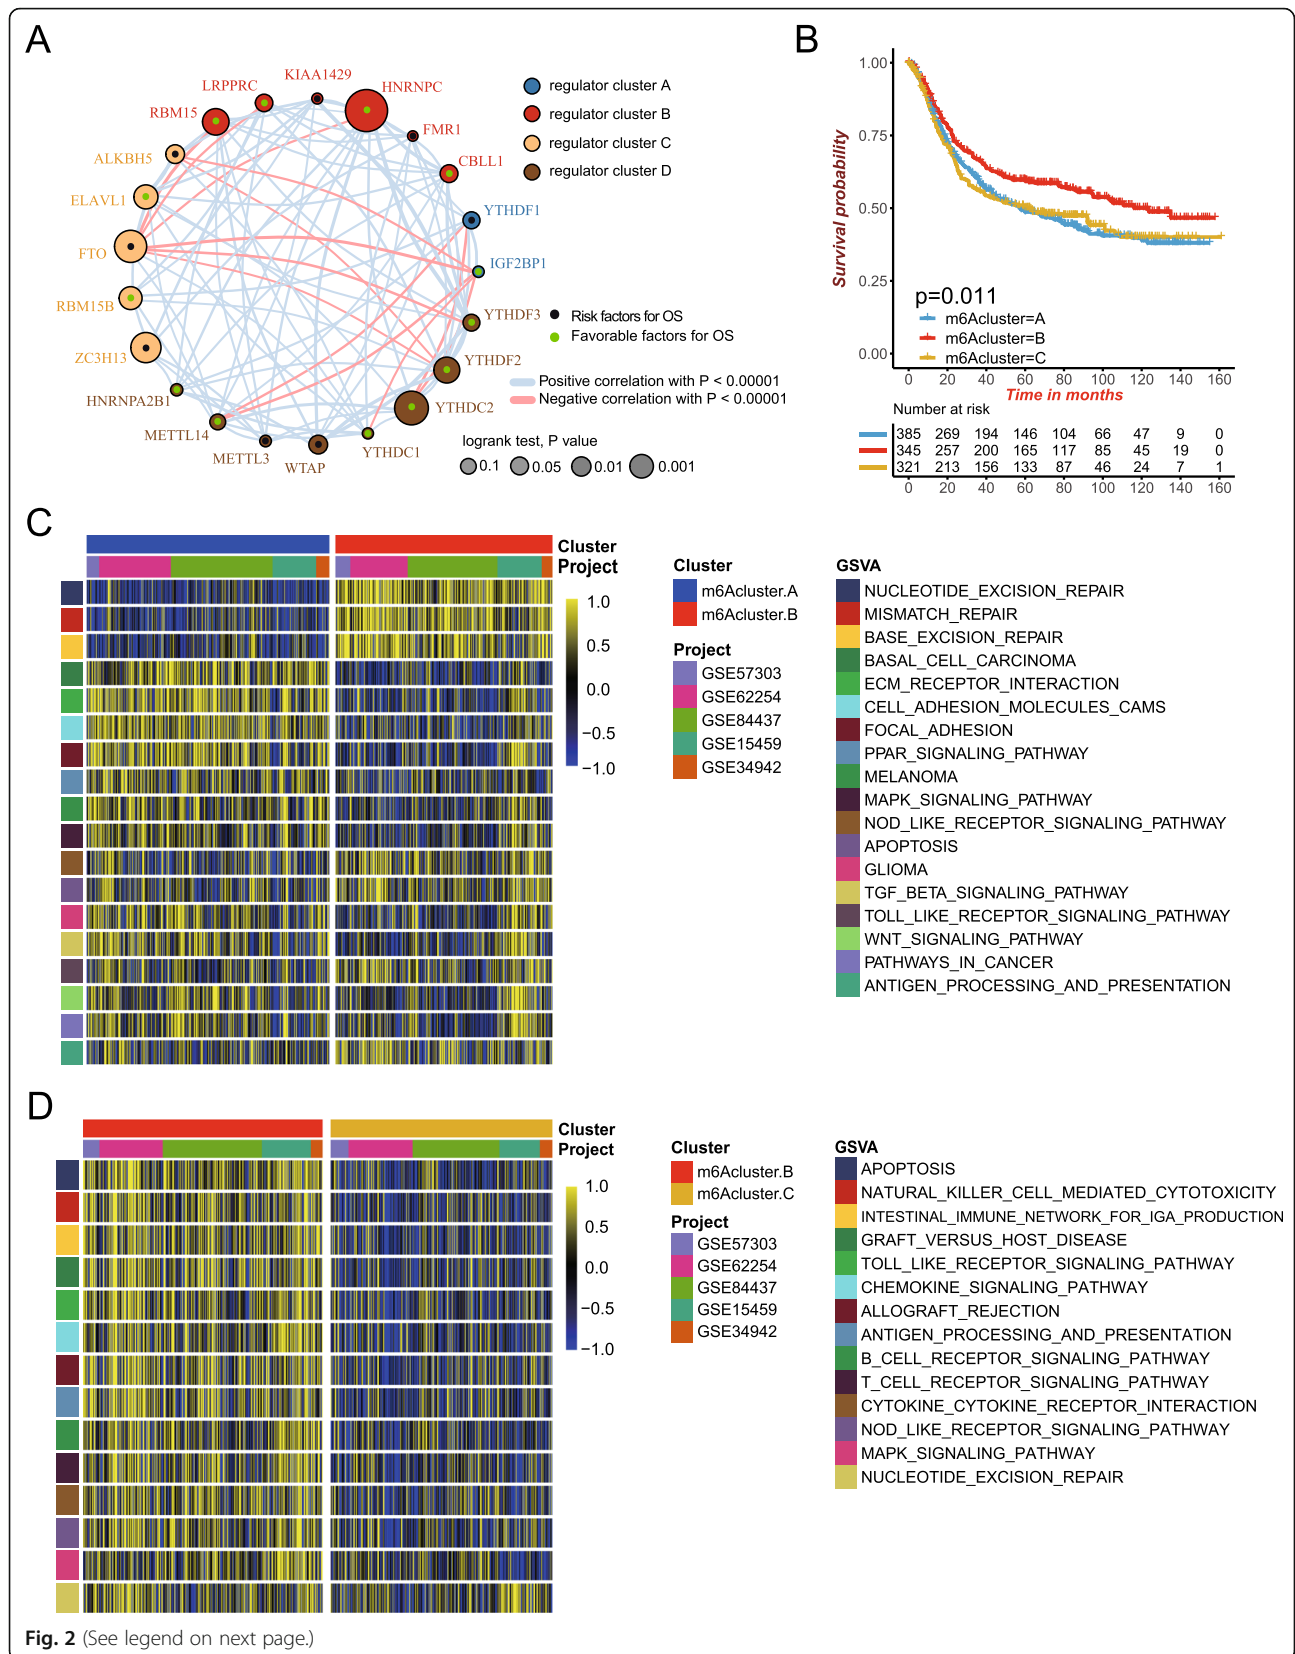 A
KIAA1429
HNRNPC
LRPPRC
RBM15
FMR1
ALKBH5
CBLL1
ELAVL1
YTHDF1
FTO
IGF2BP1
RBM15B
YTHDF3
ZC3H13
YTHDF2
HNRNPA2B1
YTHDC2
METTL14
YTHDC1
METTL3
WTAP
regulator cluster A
regulator cluster B
regulator cluster C
regulator cluster D
Risk factors for OS
Favorable factors for OS
Positive correlation with P < 0.00001
Negative correlation with P < 0.00001
logrank test, P value
0.1 0.05 0.01 0.001
B
Survival probability
1.00
0.75
0.50
0.25
0.00
p=0.011
m6Acluster=A
m6Acluster=B
m6Acluster=C
0 20 40 60 80 100 120 140 160
Time in months
Number at risk
385 269 194 146 104 66 47 9 0
345 257 200 165 117 85 45 19 0
321 213 156 133 87 46 24 7 1
0 20 40 60 80 100 120 140 160
C
Cluster
Project
1.0
0.5
0.0
−0.5
−1.0
Cluster
m6Acluster.A
m6Acluster.B
Project
GSE57303
GSE62254
GSE84437
GSE15459
GSE34942
GSVA
NUCLEOTIDE_EXCISION_REPAIR
MISMATCH_REPAIR
BASE_EXCISION_REPAIR
BASAL_CELL_CARCINOMA
ECM_RECEPTOR_INTERACTION
CELL_ADHESION_MOLECULES_CAMS
FOCAL_ADHESION
PPAR_SIGNALING_PATHWAY
MELANOMA
MAPK_SIGNALING_PATHWAY
NOD_LIKE_RECEPTOR_SIGNALING_PATHWAY
APOPTOSIS
GLIOMA
TGF_BETA_SIGNALING_PATHWAY
TOLL_LIKE_RECEPTOR_SIGNALING_PATHWAY
WNT_SIGNALING_PATHWAY
PATHWAYS_IN_CANCER
ANTIGEN_PROCESSING_AND_PRESENTATION
D
Cluster
Project
1.0
0.5
0.0
−0.5
−1.0
Cluster
m6Acluster.B
m6Acluster.C
Project
GSE57303
GSE62254
GSE84437
GSE15459
GSE34942
GSVA
APOPTOSIS
NATURAL_KILLER_CELL_MEDIATED_CYTOTOXICITY
INTESTINAL_IMMUNE_NETWORK_FOR_IGA_PRODUCTION
GRAFT_VERSUS_HOST_DISEASE
TOLL_LIKE_RECEPTOR_SIGNALING_PATHWAY
CHEMOKINE_SIGNALING_PATHWAY
ALLOGRAFT_REJECTION
ANTIGEN_PROCESSING_AND_PRESENTATION
B_CELL_RECEPTOR_SIGNALING_PATHWAY
T_CELL_RECEPTOR_SIGNALING_PATHWAY
CYTOKINE_CYTOKINE_RECEPTOR_INTERACTION
NOD_LIKE_RECEPTOR_SIGNALING_PATHWAY
MAPK_SIGNALING_PATHWAY
NUCLEOTIDE_EXCISION_REPAIR
Fig. 2 (See legend on next page.)